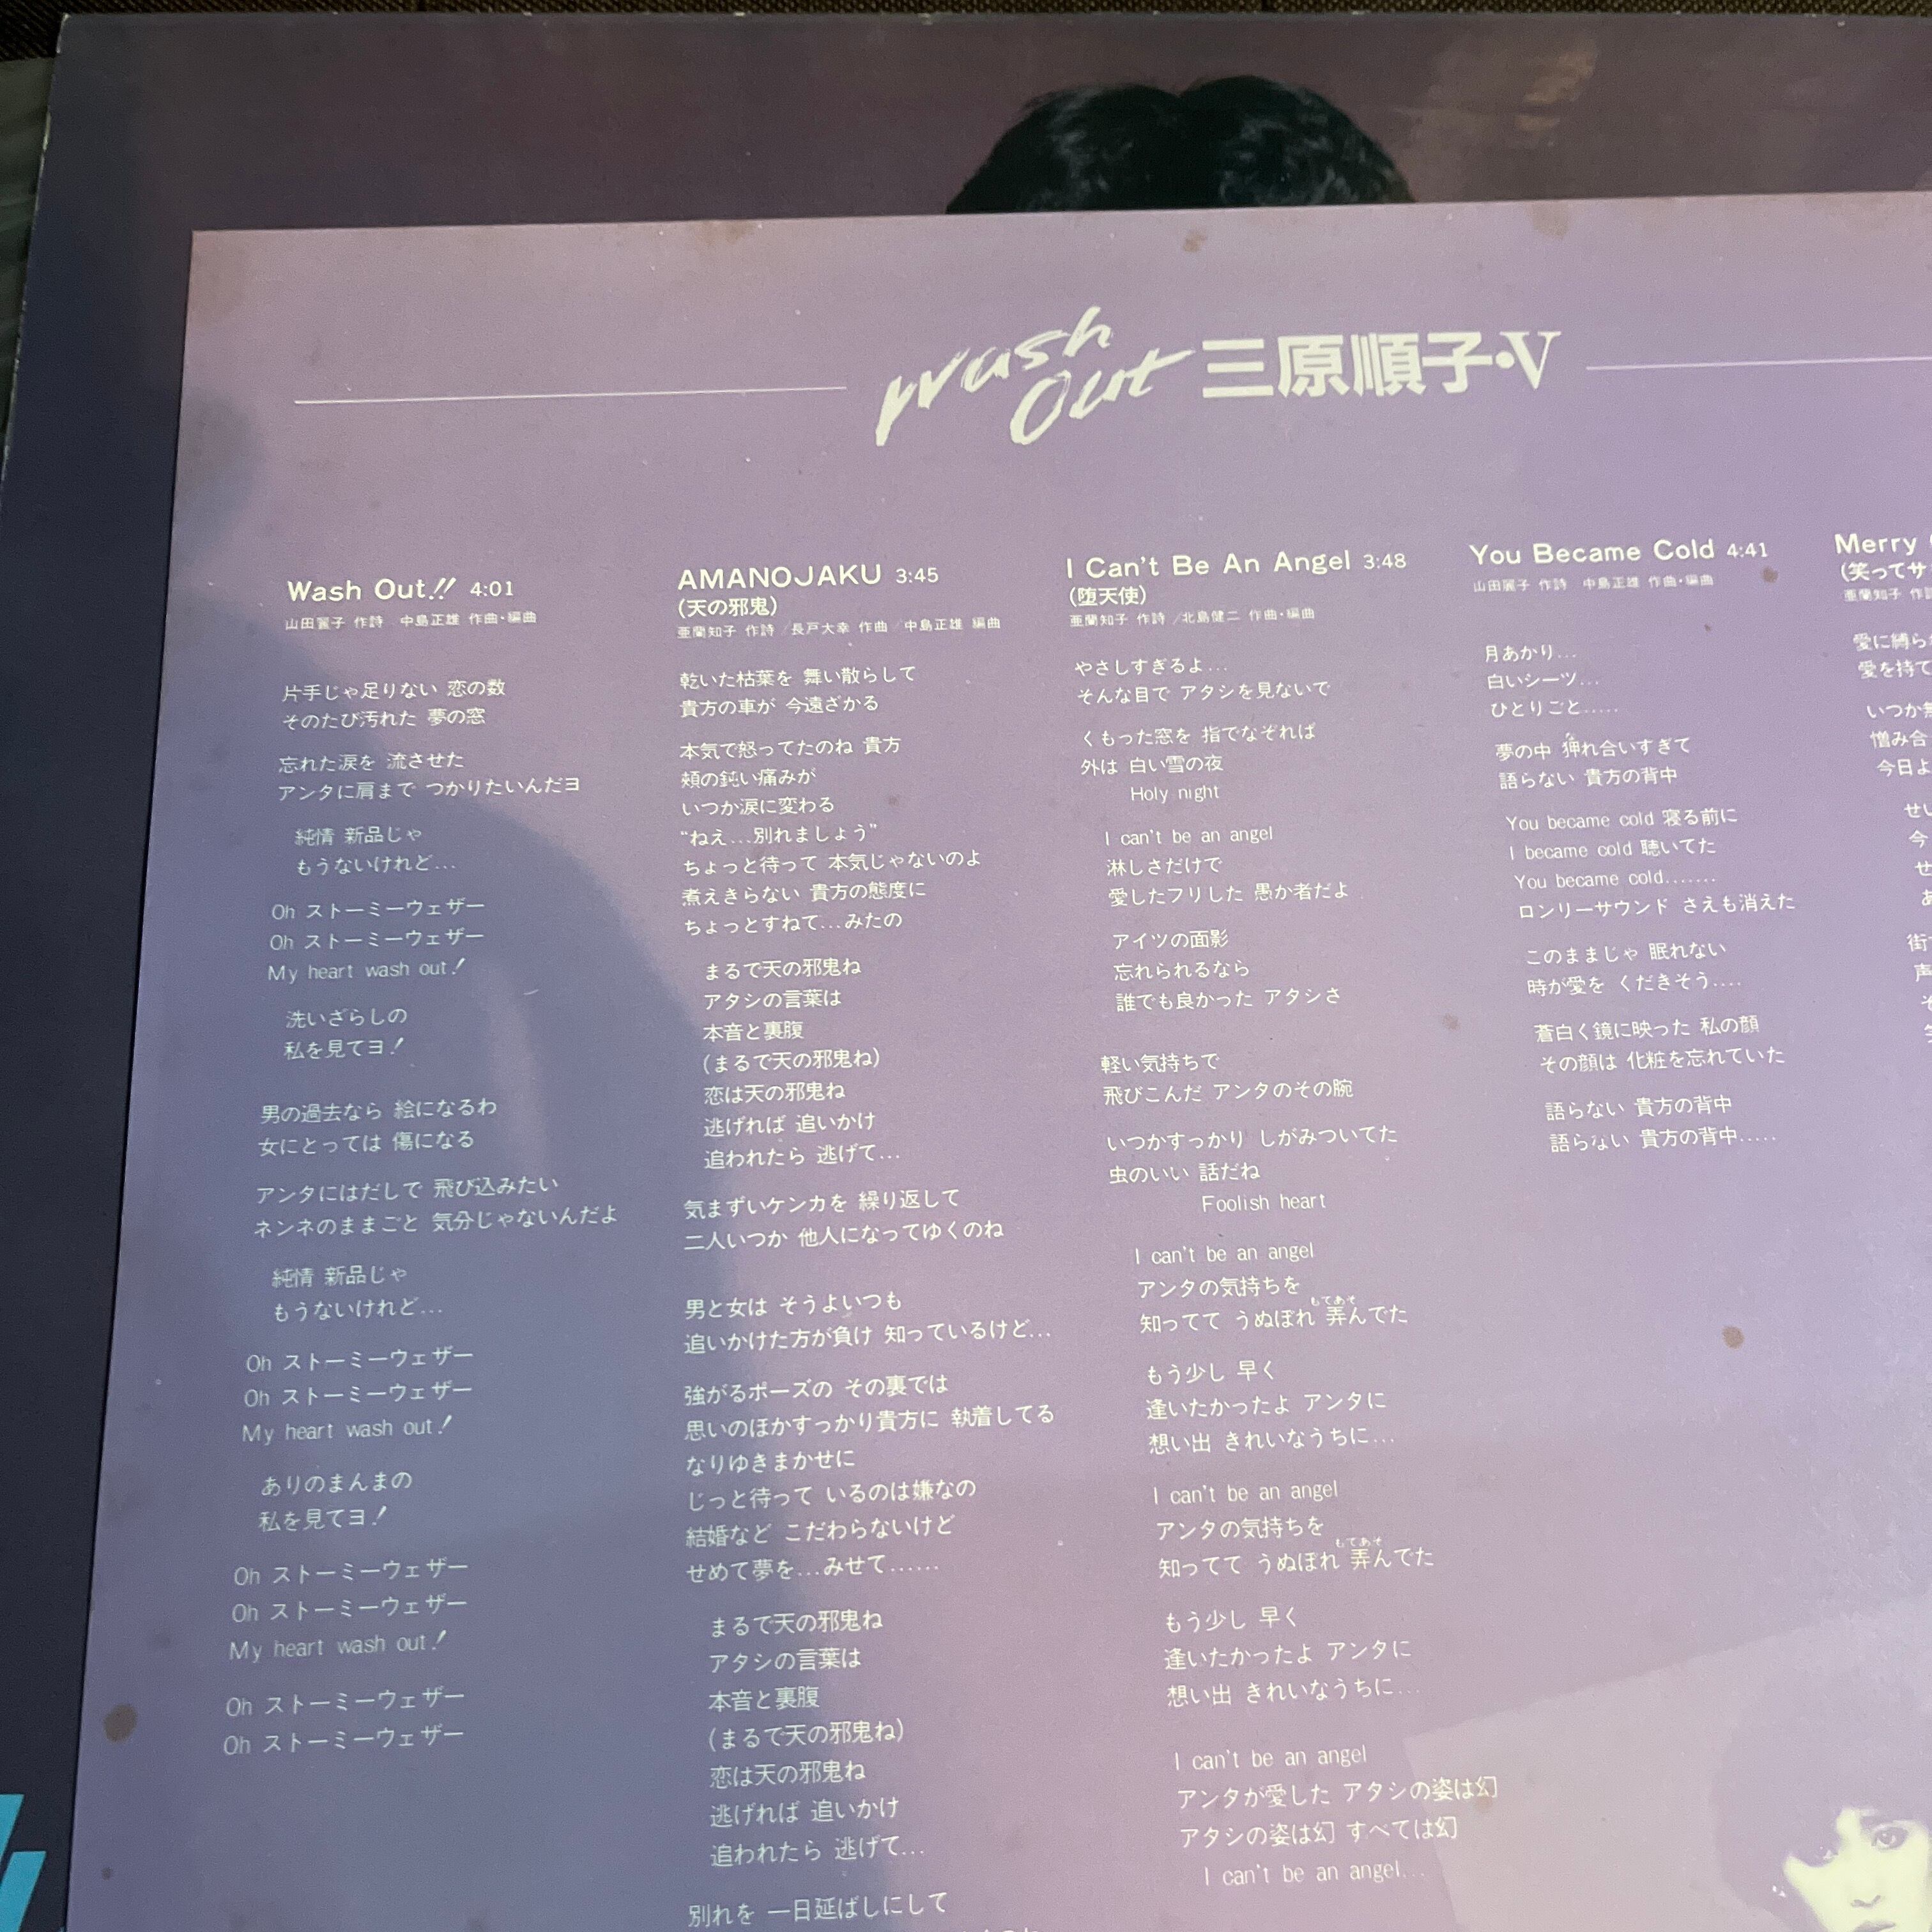 Wash Out 三原順子・V
Wash Out!! 4:01
山田麗子 作詩 中島正雄 作曲・編曲
片手じゃ足りない 恋の数
そのたび汚れた 夢の窓
忘れた涙を 流させた
アンタに肩まで つかりたいんだヨ
純情 新品じゃ
もうないけれど…
Oh ストーミーウェザー
Oh ストーミーウェザー
My heart wash out!
洗いざらしの
私を見てヨ!
男の過去なら 絵になるわ
女にとっては 傷になる
アンタにはだしで 飛び込みたい
ネンネのままごと 気分じゃないんだよ
純情 新品じゃ
もうないけれど…
Oh ストーミーウェザー
Oh ストーミーウェザー
My heart wash out!
ありのまんまの
私を見てヨ!
Oh ストーミーウェザー
Oh ストーミーウェザー
My heart wash out!
Oh ストーミーウェザー
Oh ストーミーウェザー
AMANOJAKU 3:45
(天の邪鬼)
亜蘭知子 作詩/長戸大幸 作曲/中島正雄 編曲
乾いた枯葉を 舞い散らして
貴方の車が 今遠ざかる
本気で怒ってたのね 貴方
頬の鈍い痛みが
いつか涙に変わる
“ねえ…別れましょう”
ちょっと待って 本気じゃないのよ
煮えきらない 貴方の態度に
ちょっとすねて…みたの
まるで天の邪鬼ね
アタシの言葉は
本音と裏腹
(まるで天の邪鬼ね)
恋は天の邪鬼ね
逃げれば 追いかけ
追われたら 逃げて…
気まずいケンカを 繰り返して
二人いつか 他人になってゆくのね
男と女は そうよいつも
追いかけた方が負け 知っているけど…
強がるポーズの その裏では
思いのほかすっかり貴方に 執着してる
なりゆきまかせに
じっと待って いるのは嫌なの
結婚など こだわらないけど
せめて夢を…みせて……
まるで天の邪鬼ね
アタシの言葉は
本音と裏腹
(まるで天の邪鬼ね)
恋は天の邪鬼ね
逃げれば 追いかけ
追われたら 逃げて…
別れを 一日延ばしにして
I Can't Be An Angel 3:48
(堕天使)
亜蘭知子 作詩/北島健二 作曲・編曲
やさしすぎるよ…
そんな目で アタシを見ないで
くもった窓を 指でなぞれば
外は 白い雪の夜
Holy night
I can't be an angel
淋しさだけで
愛したフリした 愚か者だよ
アイツの面影
忘れられるなら
誰でも良かった アタシさ
軽い気持ちで
飛びこんだ アンタのその腕
いつかすっかり しがみついてた
虫のいい 話だね
Foolish heart
I can't be an angel
アンタの気持ちを
知ってて うぬぼれ 弄んでた
もてあそ
もう少し 早く
逢いたかったよ アンタに
想い出 きれいなうちに…
I can't be an angel
アンタの気持ちを
知ってて うぬぼれ 弄んでた
もてあそ
もう少し 早く
逢いたかったよ アンタに
想い出 きれいなうちに…
I can't be an angel
アンタが愛した アタシの姿は幻
アタシの姿は幻 すべては幻
I can't be an angel…
You Became Cold 4:41
山田麗子 作詩 中島正雄 作曲・編曲
月あかり…
白いシーツ…
ひとりごと……
夢の中 狎れ合いすぎて
語らない 貴方の背中
You became cold 寝る前に
I became cold 聴いてた
You became cold.......
ロンリーサウンド さえも消えた
このままじゃ 眠れない
時が愛を くだきそう….
蒼白く鏡に映った 私の顔
その顔は 化粧を忘れていた
語らない 貴方の背中
語らない 貴方の背中…..
Merry
(笑ってサ
亜蘭知子 作詩
愛に縛ら
愛を持て
いつか
憎み合
今日よ
せい
今
せ
あ
街
声
そ